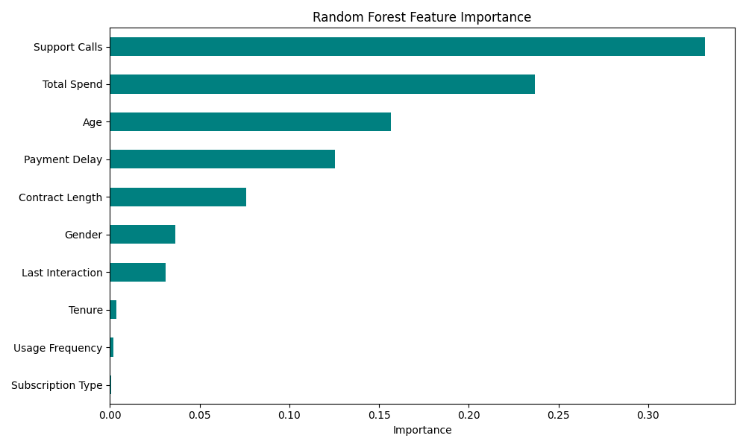 Random Forest Feature Importance
Support Calls
Total Spend
Age
Payment Delay
Contract Length
Gender
Last Interaction
Tenure
Usage Frequency
Subscription Type
0.00 0.05 0.10 0.15 0.20 0.25 0.30
Importance